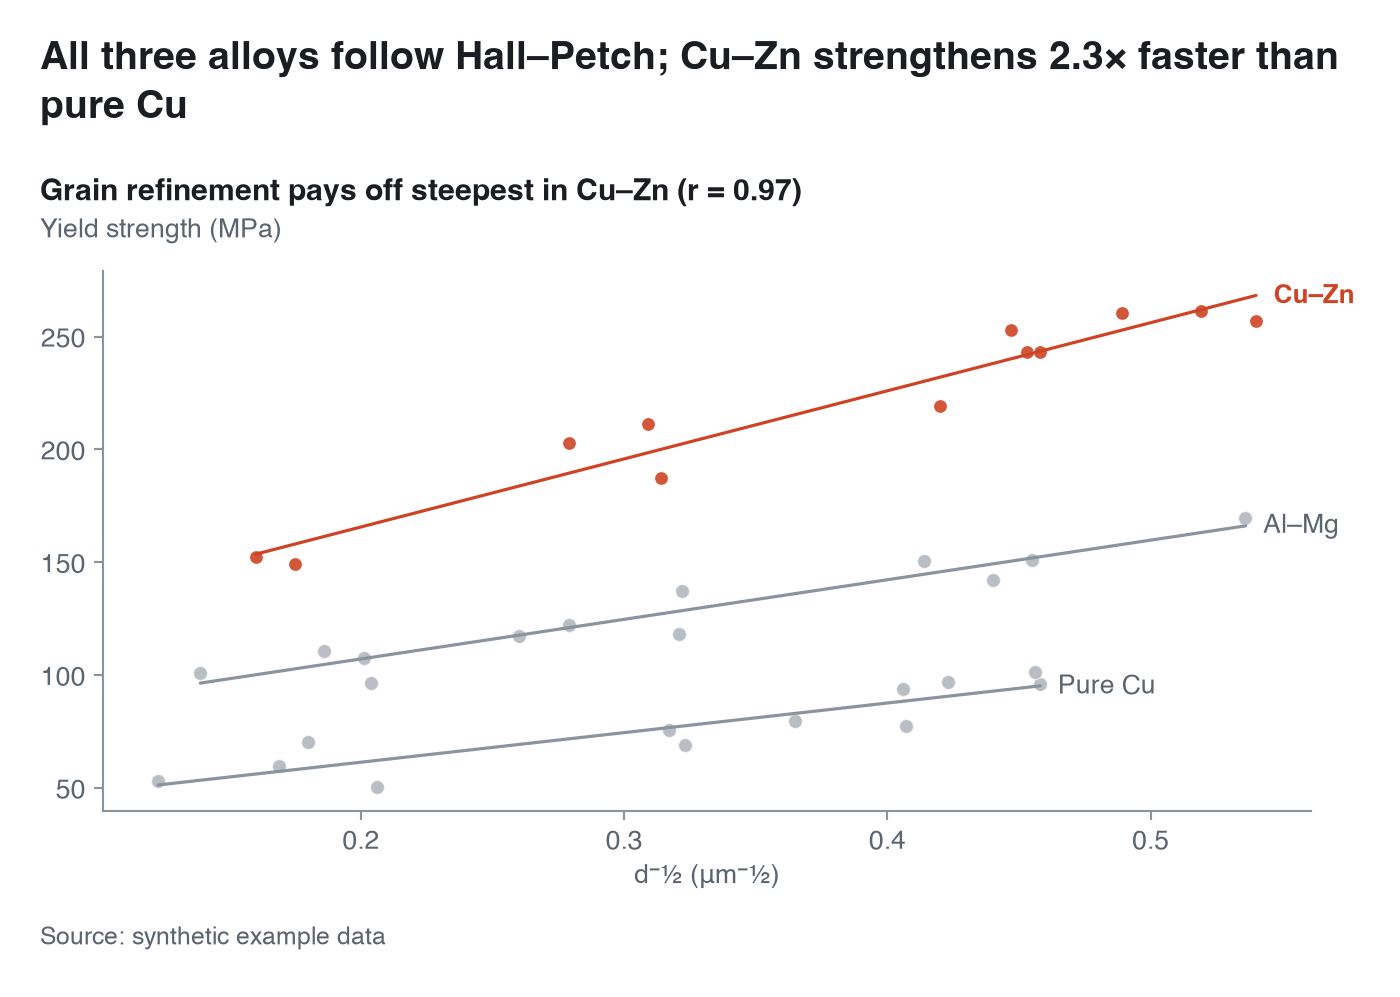 All three alloys follow Hall–Petch; Cu–Zn strengthens 2.3× faster than
pure Cu
Grain refinement pays off steepest in Cu–Zn (r = 0.97)
Yield strength (MPa)
Cu–Zn
250
200
Al–Mg
150
100
Pure Cu
50
0.2
0.3
0.4
0.5
d⁻½ (µm⁻½)
Source: synthetic example data